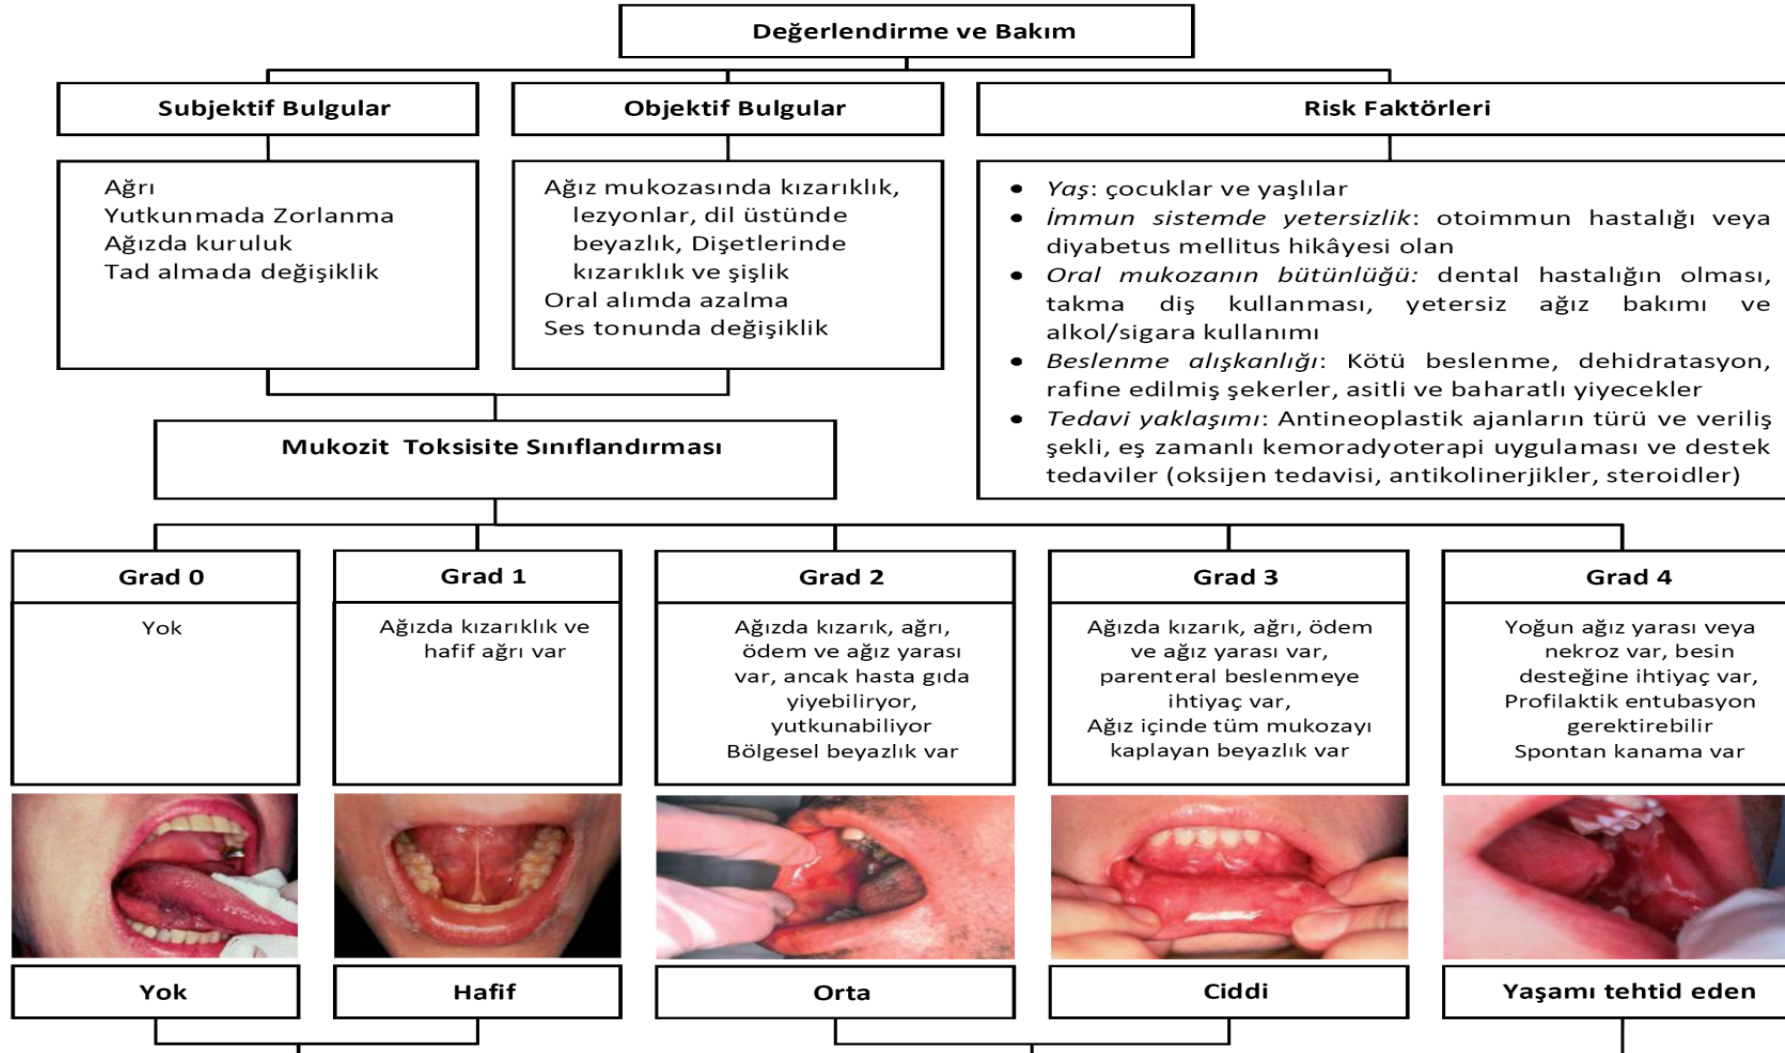 Değerlendirme ve Bakım
Subjektif Bulgular
Ağrı
Yutkunmada Zorlanma
Ağızda kuruluk
Tad almada değişiklik
Objektif Bulgular
Ağız mukozasında kızarıklık,
lezyonlar, dil üstünde
beyazlık, Dişetlerinde
kızarıklık ve şişlik
Oral alımda azalma
Ses tonunda değişiklik
Risk Faktörleri
• Yaş: çocuklar ve yaşlılar
• İmmun sistemde yetersizlik: otoimmun hastalığı veya
diyabetus mellitus hikâyesi olan
• Oral mukozanın bütünlüğü: dental hastalığın olması,
takma diş kullanması, yetersiz ağız bakımı ve
alkol/sigara kullanımı
• Beslenme alışkanlığı: Kötü beslenme, dehidratasyon,
rafine edilmiş şekerler, asitli ve baharatlı yiyecekler
• Tedavi yaklaşımı: Antineoplastik ajanların türü ve veriliş
şekli, eş zamanlı kemoradyoterapi uygulaması ve destek
tedaviler (oksijen tedavisi, antikolinerjikler, steroidler)
Mukozit Toksisite Sınıflandırması
Grad 0
Yok
Grad 1
Ağızda kızarıklık ve
hafif ağrı var
Grad 2
Ağızda kızarık, ağrı,
ödem ve ağız yarası
var, ancak hasta gıda
yiyebiliryor,
yutkunabiliyor
Bölgesel beyazlık var
Grad 3
Ağızda kızarık, ağrı, ödem
ve ağız yarası var,
parenteral beslenmeye
ihtiyaç var,
Ağız içinde tüm mukozayı
kaplayan beyazlık var
Grad 4
Yoğun ağız yarası veya
nekroz var, besin
desteğine ihtiyaç var,
Profilaktik entubasyon
gerektirebilir
Spontan kanama var
Yok
Hafif
Orta
Ciddi
Yaşamı tehtid eden